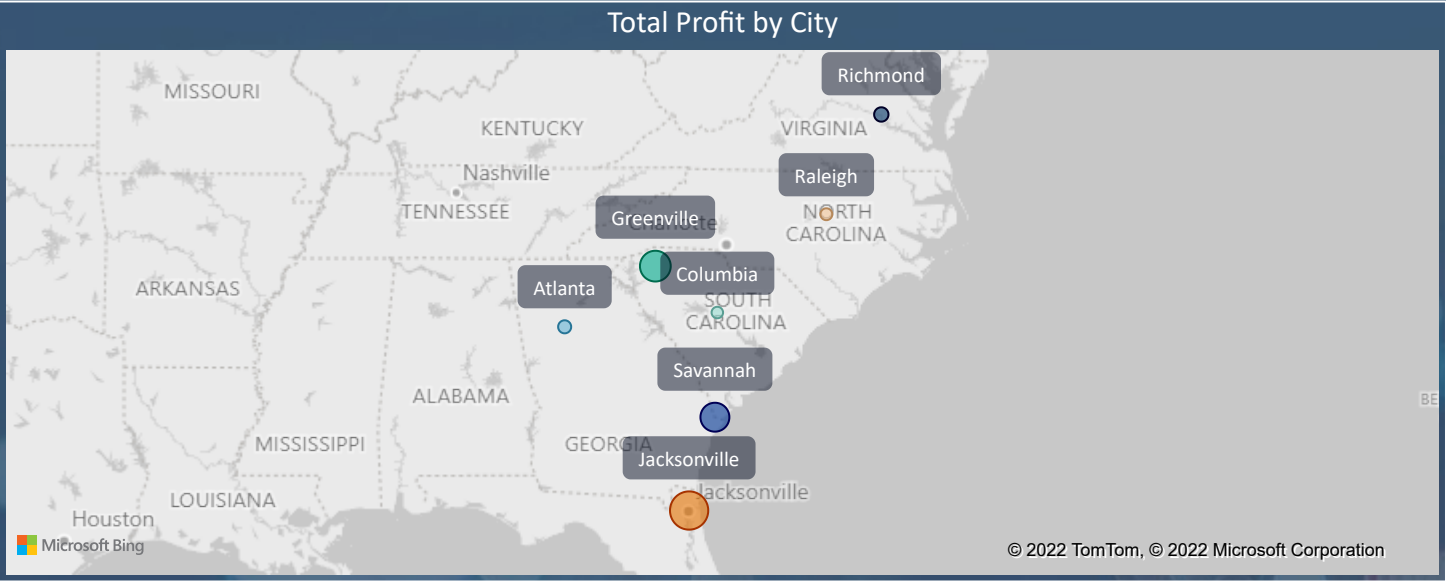 Total Profit by City
Richmond
MISSOURI
KENTUCKY
VIRGINIA
Nashville
Raleigh
TENNESSEE
Greenville
Charlotte
NORTH
CAROLINA
Columbia
Atlanta
ARKANSAS
SOUTH
CAROLINA
Savannah
ALABAMA
BE
MISSISSIPPI
GEORGIA
Jacksonville
Jacksonville
LOUISIANA
Houston
Microsoft Bing
© 2022 TomTom, © 2022 Microsoft Corporation